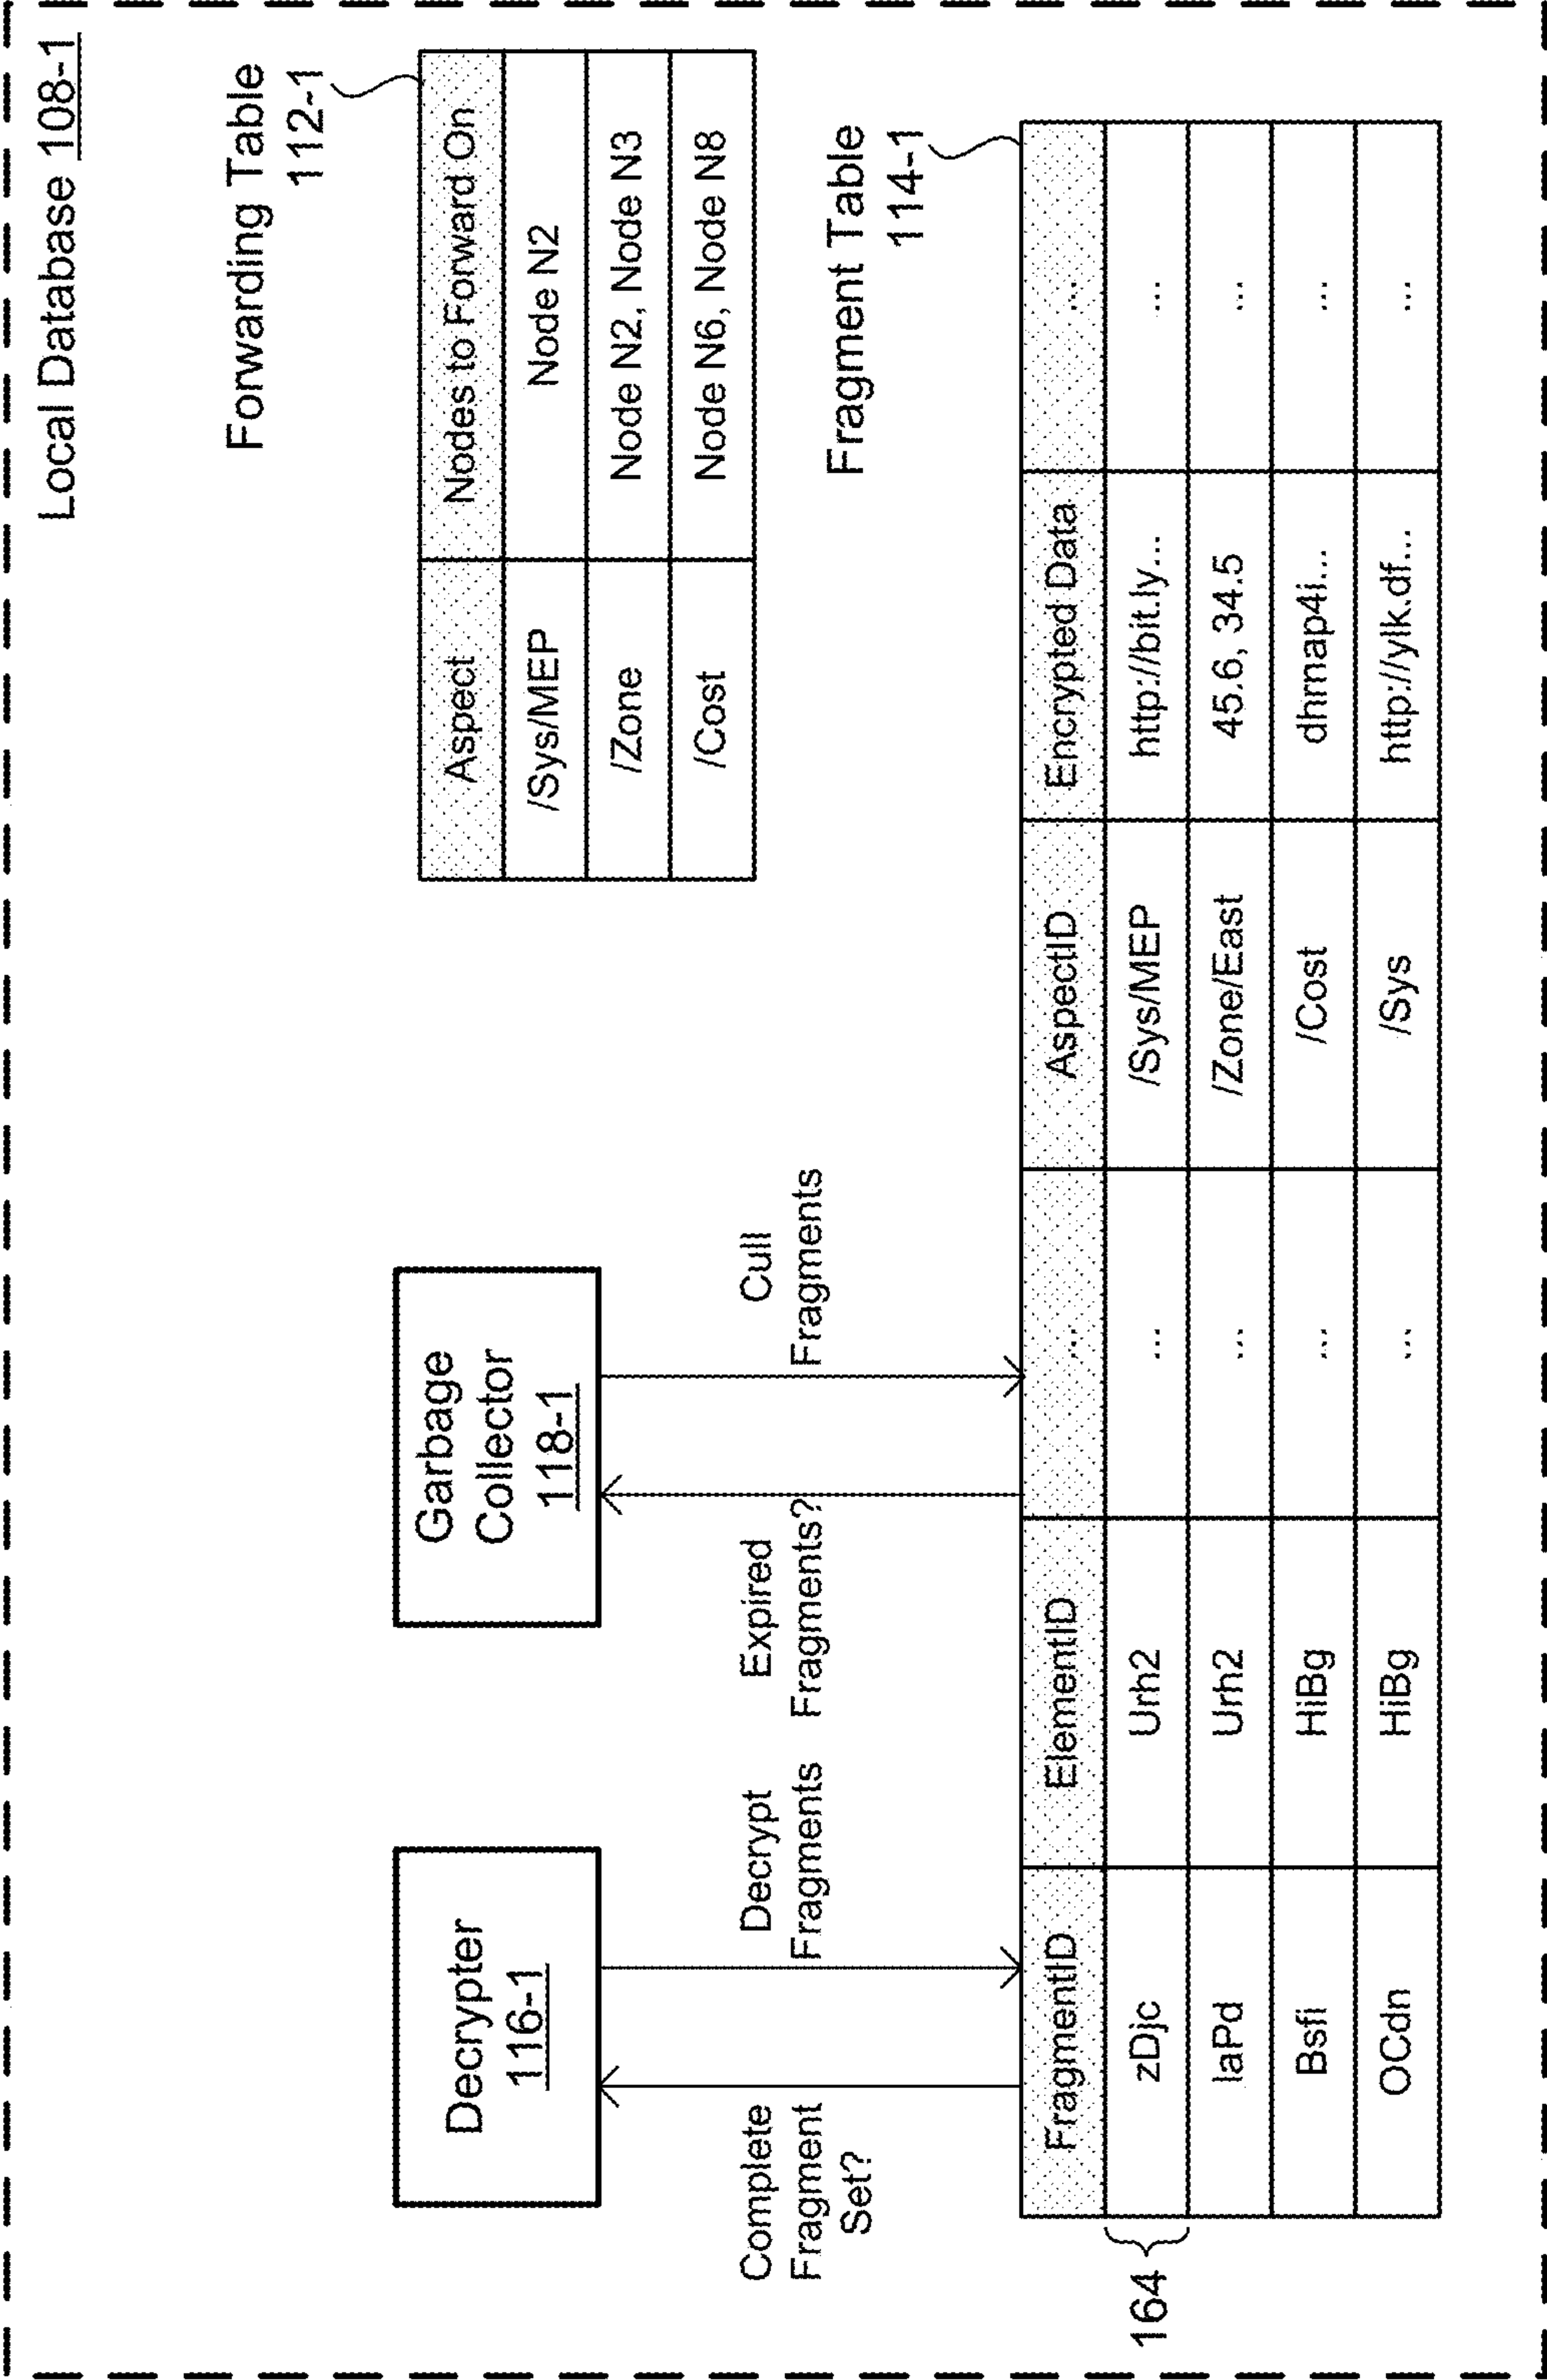 Local Database 108-1
Forwarding Table
112-1
Aspect Nodes to Forward On
/Sys/MEP Node N2
/Zone Node N2, Node N3
/Cost Node N6, Node N8
Decrypter
116-1
Garbage
Collector
118-1
Complete
Fragment
Set?
Decrypt
Fragments
Expired
Fragments?
Cull
Fragments
Fragment Table
114-1
FragmentID ElementID ... AspectID Encrypted Data ...
zDjc Urh2 ... /Sys/MEP http://bit.ly... ...
laPd Urh2 ... /Zone/East 45.6, 34.5 ...
Bsfi HiBg ... /Cost dhmap4i... ...
OCdn HiBg ... /Sys http://ylk.df... ...
164